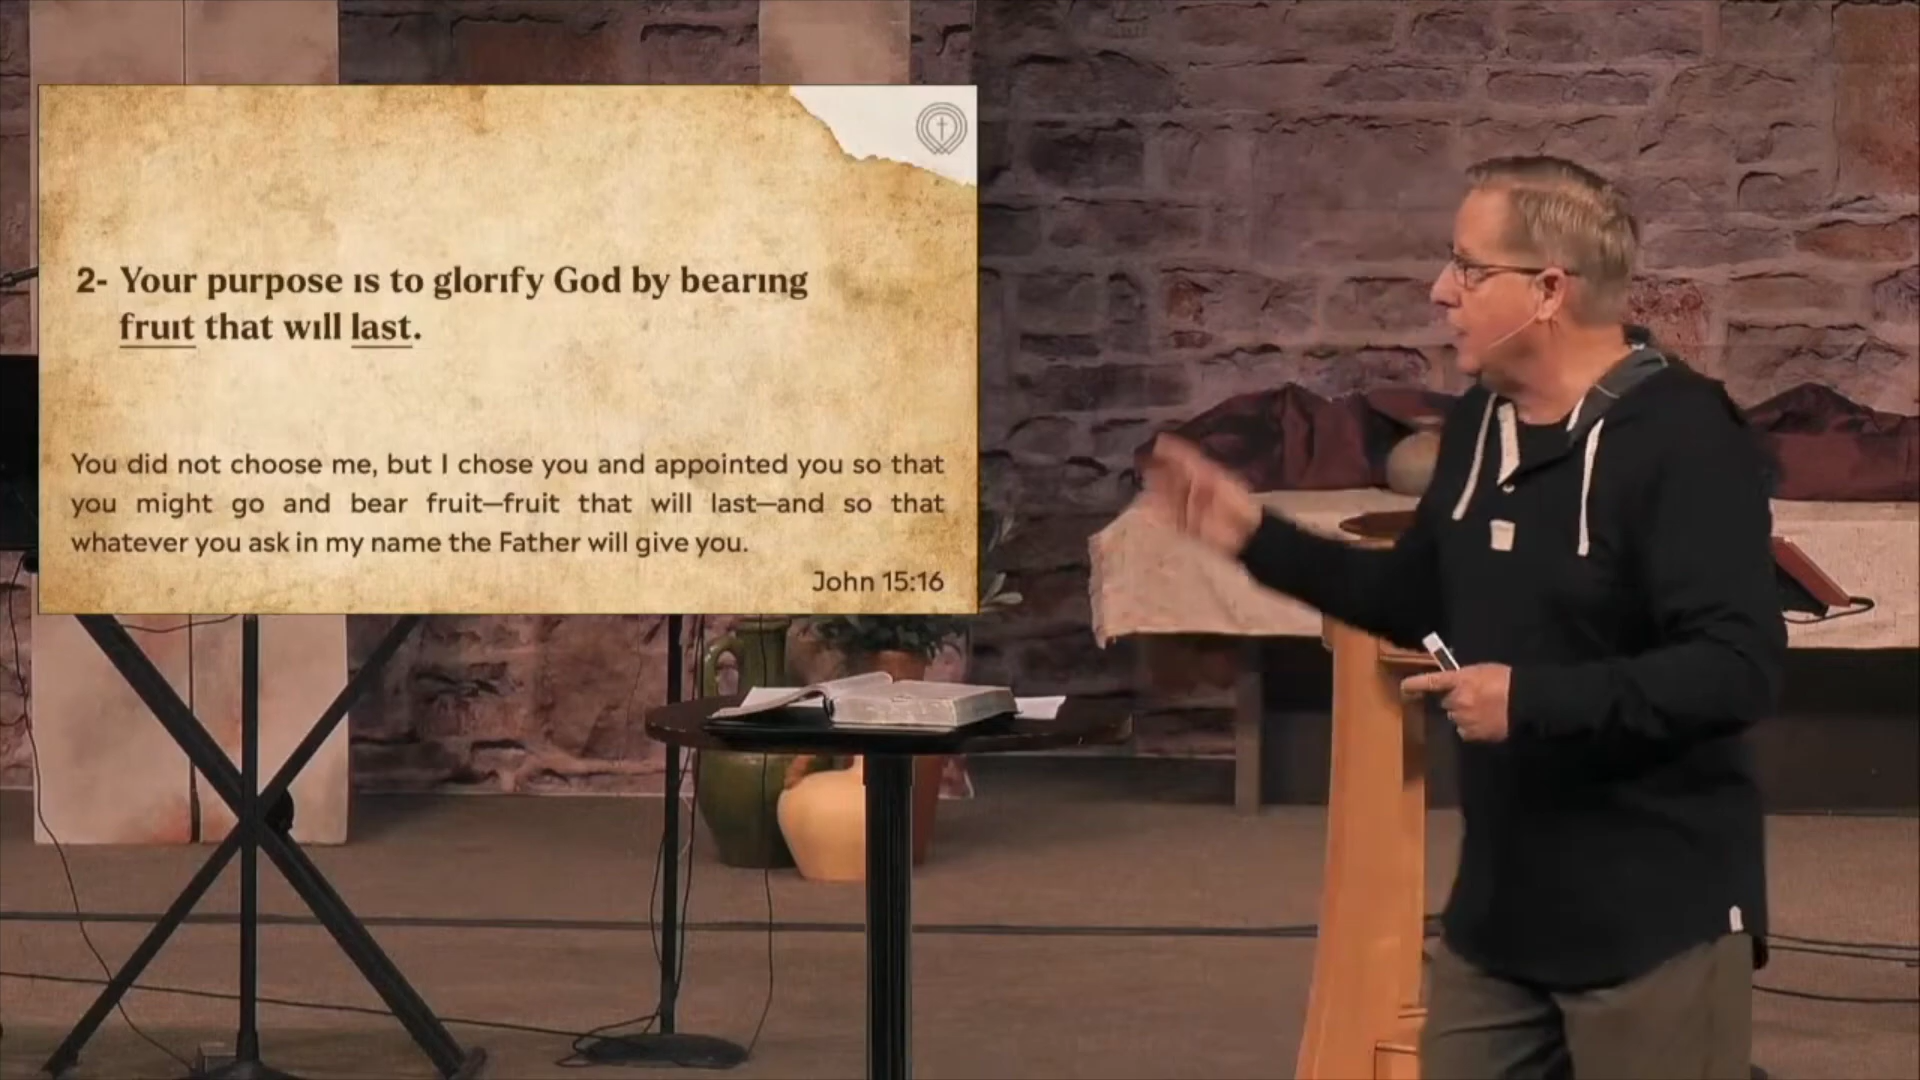 2- Your purpose is to glorify God by bearing
fruit that will last.
You did not choose me, but I chose you and appointed you so that
you might go and bear fruit—fruit that will last—and so that
whatever you ask in my name the Father will give you.
John 15:16